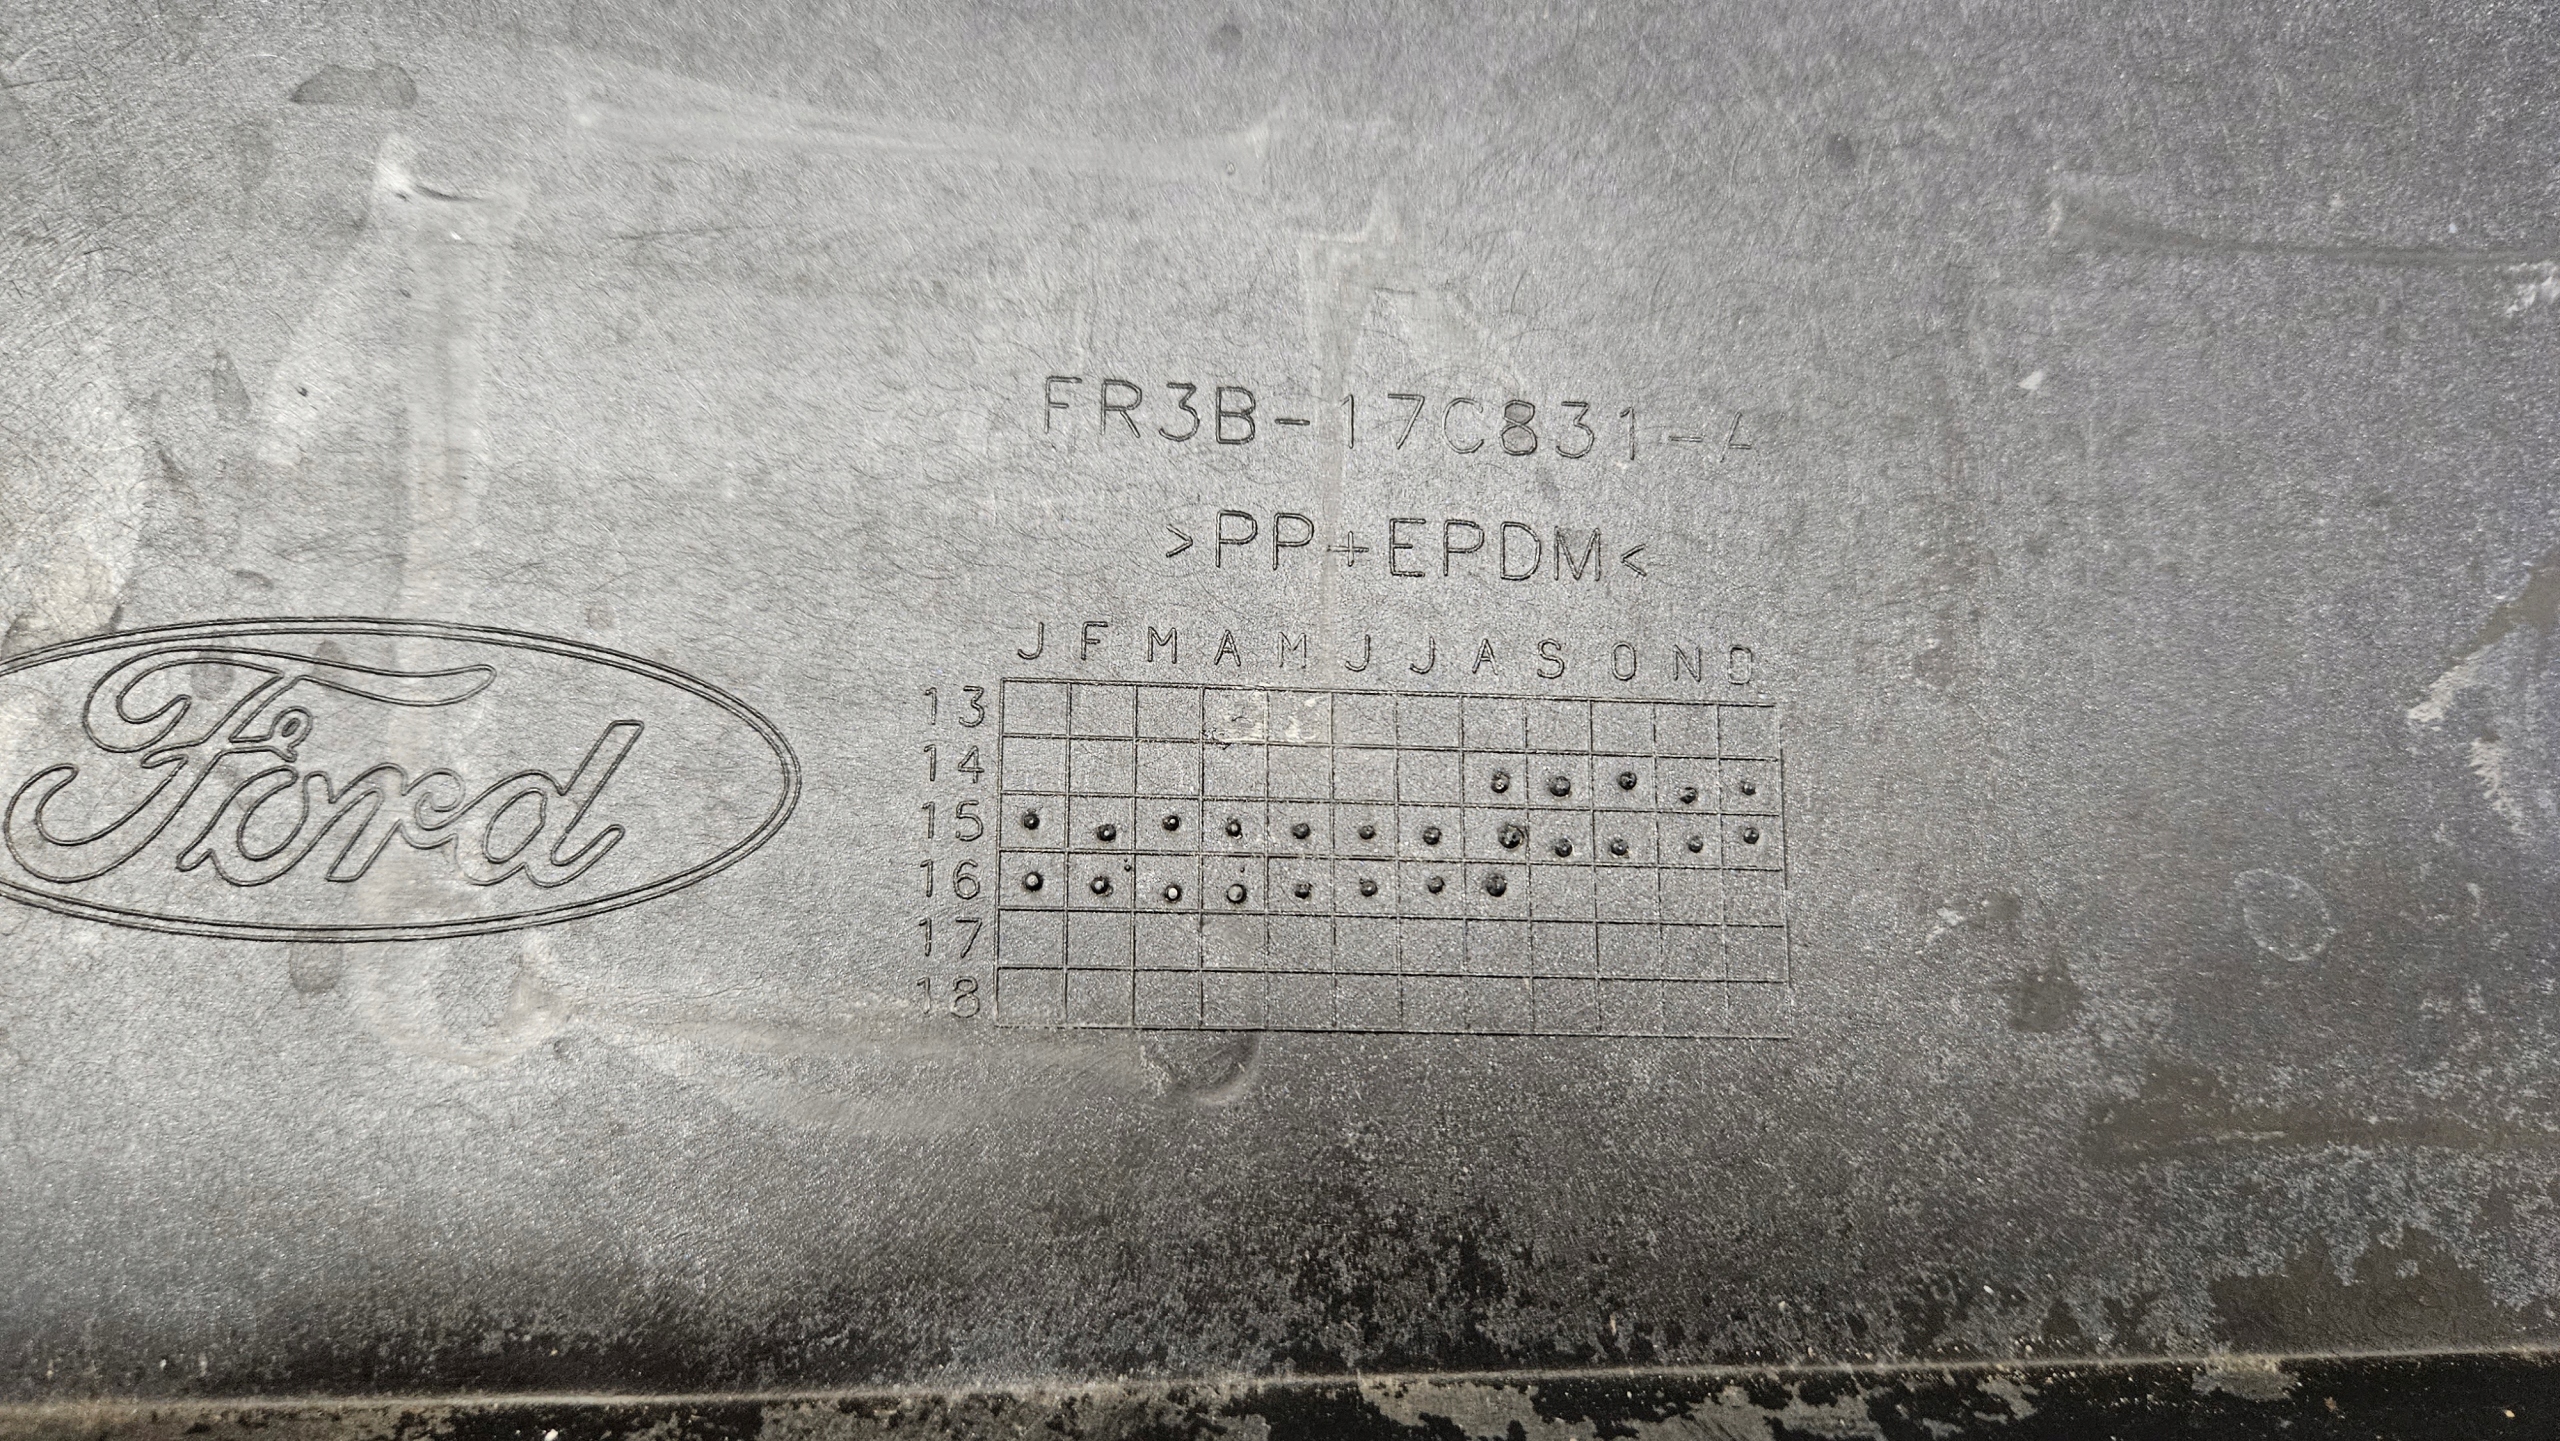 FR3B-17C831-A
>PP+EPDM<
J F M A M J J A S O N D
13
14
15
16
17
18
Ford